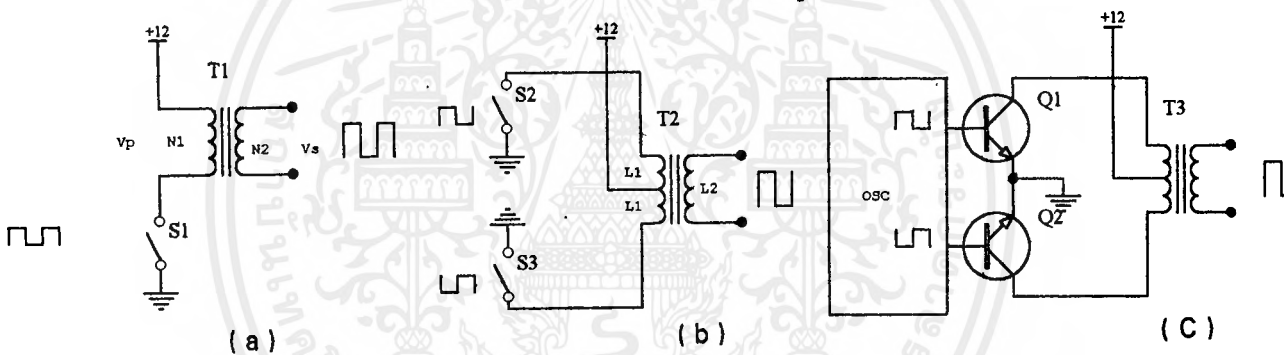 +12
T1
Vp
N1
N2
Vs
S1
(a)
+12
S2
T2
L1
L1
L2
S3
(b)
+12
Q1
T3
OSC
Q2
(C)